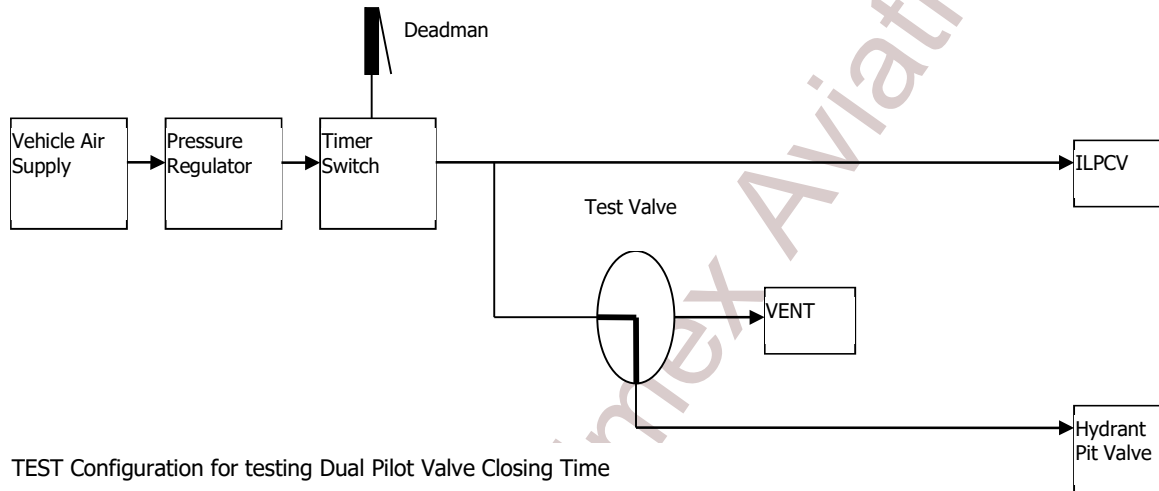 Deadman
Vehicle Air
Supply
Pressure
Regulator
Timer
Switch
ILPCV
Test Valve
VENT
Hydrant
Pit Valve
TEST Configuration for testing Dual Pilot Valve Closing Time